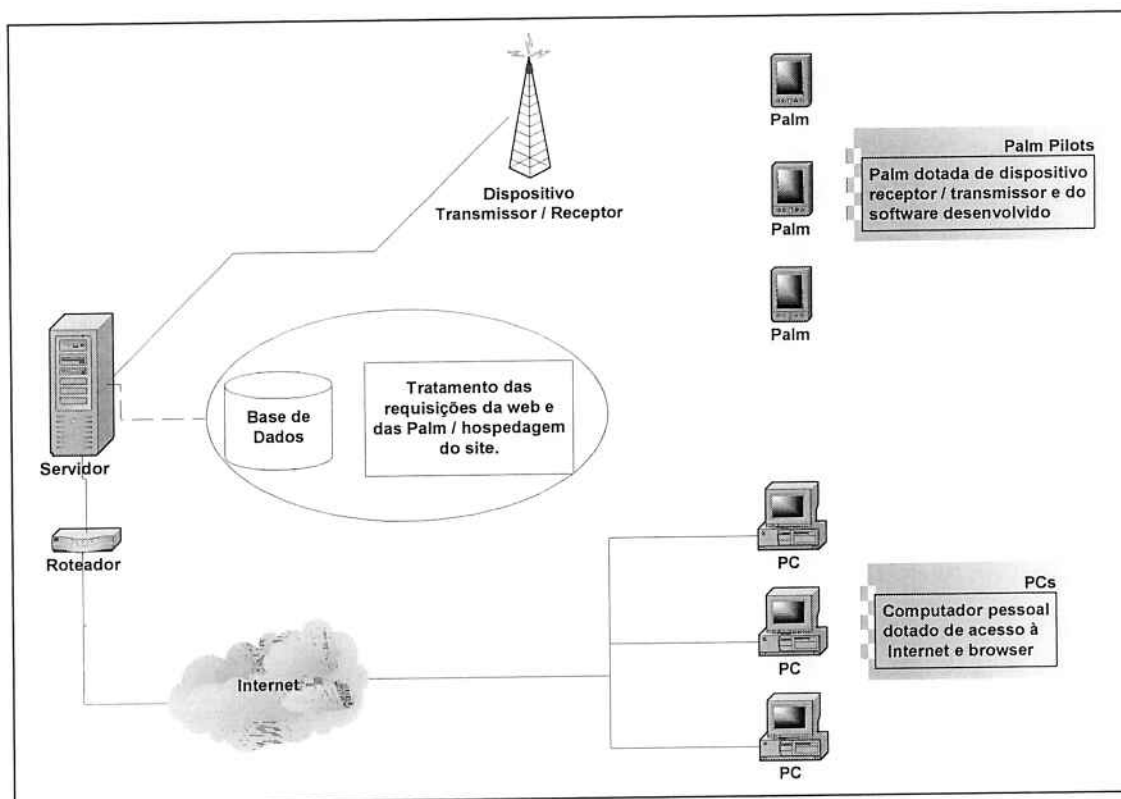 Palm
Palm Pilots
Palm dotada de dispositivo
receptor / transmissor e do
software desenvolvido
Palm
Palm
Dispositivo
Transmissor / Receptor
Servidor
Base de
Dados
Tratamento das
requisições da web e
das Palm / hospedagem
do site.
Roteador
Internet
PC
PC
PC
PCs
Computador pessoal
dotado de acesso à
Internet e browser